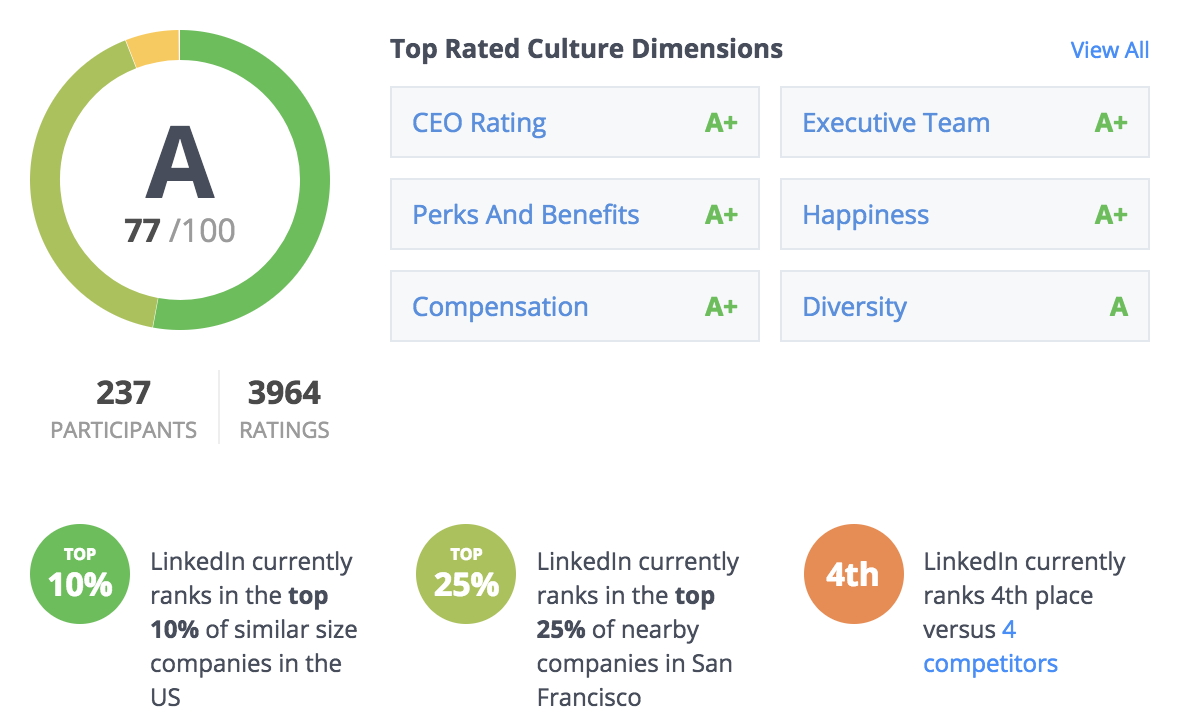 A
77 /100
237
PARTICIPANTS
3964
RATINGS
Top Rated Culture Dimensions
View All
CEO Rating A+
Executive Team A+
Perks And Benefits A+
Happiness A+
Compensation A+
Diversity A
TOP
10%
LinkedIn currently
ranks in the top
10% of similar size
companies in the
US
TOP
25%
LinkedIn currently
ranks in the top
25% of nearby
companies in San
Francisco
4th
LinkedIn currently
ranks 4th place
versus 4
competitors